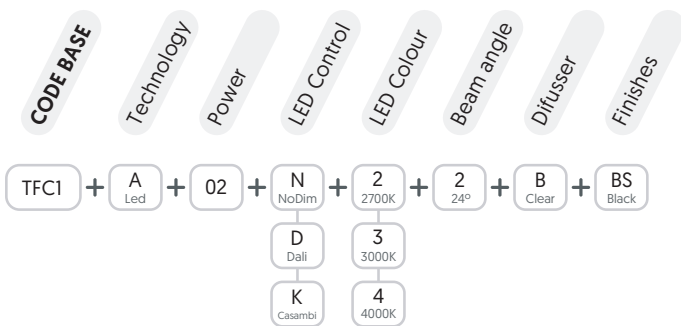 CODE BASE
Technology
Power
LED Control
LED Colour
Beam angle
Difusser
Finishes
TFC1 + A + 02 + N + 2 + 2 + B + BS
Led NoDim 2700K 24º Clear Black
D 3
Dali 3000K
K 4
Casambi 4000K